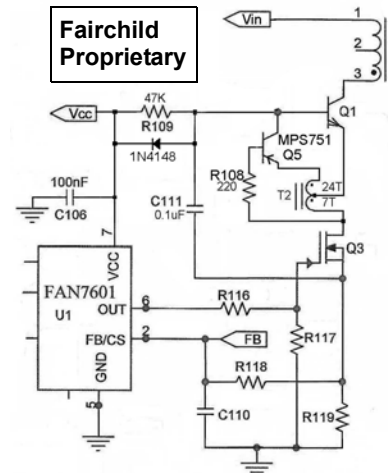 Fairchild
Proprietary
Vin
1
2
3
Vcc
47K
R109
1N4148
Q1
MPS751
Q5
100nF
C106
C111
0.1uF
R108
220
T2
24T
7T
Q3
7
VCC
FAN7601
U1
OUT
6
R116
FB/CS
2
FB
R117
GND
5
R118
C110
R119